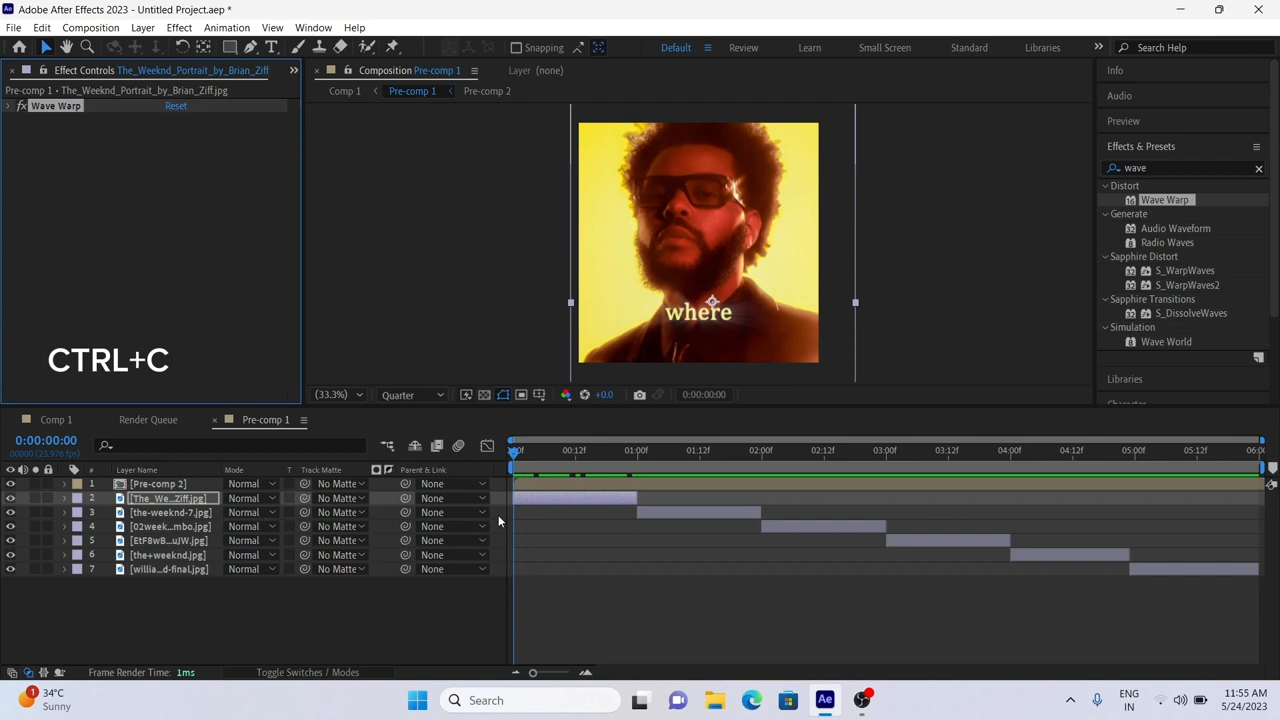 Adobe After Effects 2023 - Untitled Project.aep *
File Edit Composition Layer Effect Animation View Window Help
Snapping
Default Review Learn Small Screen Standard Libraries
Search Help
Effect Controls The_Weeknd_Portrait_by_Brian_Ziff
Composition Pre-comp 1
Layer (none)
Info
Pre-comp 1 • The_Weeknd_Portrait_by_Brian_Ziff.jpg
Comp 1 Pre-comp 1 Pre-comp 2
Audio
fx Wave Warp Reset
Preview
Effects & Presets
wave
Distort
Wave Warp
Generate
Audio Waveform
Radio Waves
Sapphire Distort
S_WarpWaves
S_WarpWaves2
Sapphire Transitions
S_DissolveWaves
Simulation
Wave World
Libraries
where
CTRL+C
(33.3%) Quarter +0.0 0:00:00:00
Comp 1 Render Queue Pre-comp 1
0:00:00:00
00000 (23.976 fps)
00:12f 01:00f 01:12f 02:00f 02:12f 03:00f 03:12f 04:00f 04:12f 05:00f 05:12f
# Layer Name Mode T Track Matte Parent & Link
1 [Pre-comp 2] Normal No Matte None
2 [The_We...Ziff.jpg] Normal No Matte None
3 [the-weeknd-7.jpg] Normal No Matte None
4 [02week...mbo.jpg] Normal No Matte None
5 [EtF8wB...uJW.jpg] Normal No Matte None
6 [the+weeknd.jpg] Normal No Matte None
7 [willia...d-final.jpg] Normal No Matte None
Frame Render Time: 1ms
Toggle Switches / Modes
1
34°C
Sunny
Search
Ae
ENG
IN
11:55 AM
5/24/2023